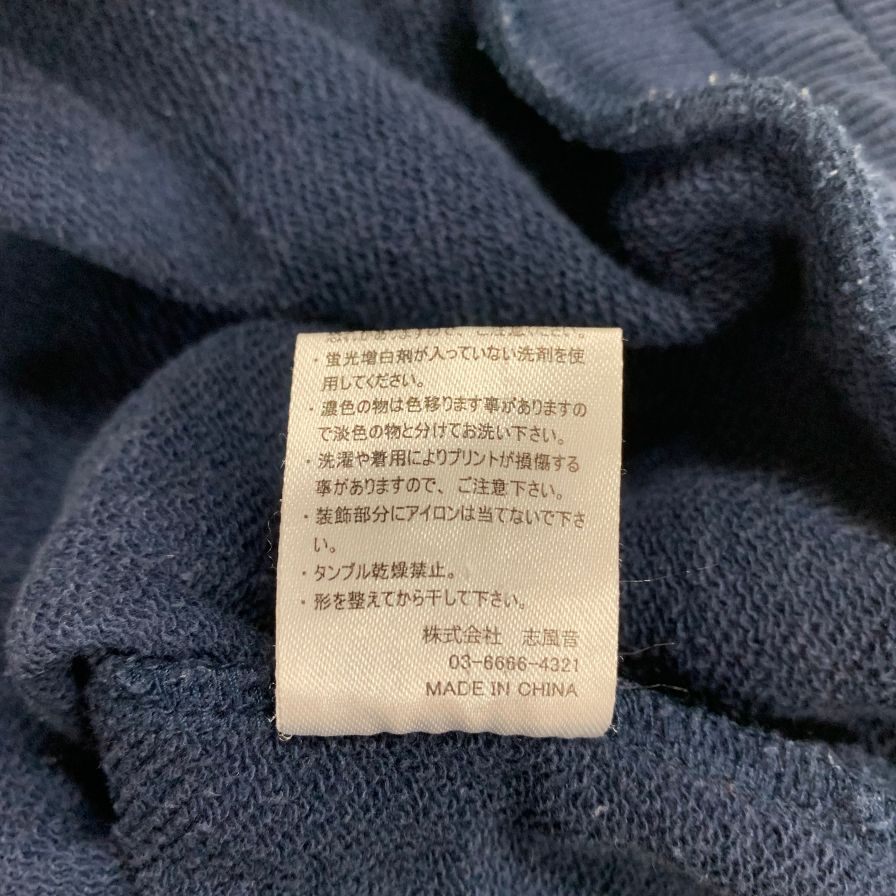 ・蛍光増白剤が入っていない洗剤を使
用してください。
・濃色の物は色移ります事がありますの
で淡色の物と分けてお洗い下さい。
・洗濯や着用によりプリントが損傷する
事がありますので、ご注意下さい。
・装飾部分にアイロンは当てないで下さ
い。
・タンブル乾燥禁止。
・形を整えてから干して下さい。
株式会社 志風音
03-6666-4321
MADE IN CHINA